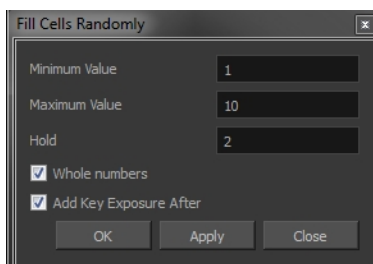 Fill Cells Randomly
Minimum Value 1
Maximum Value 10
Hold 2
Whole numbers
Add Key Exposure After
OK Apply Close